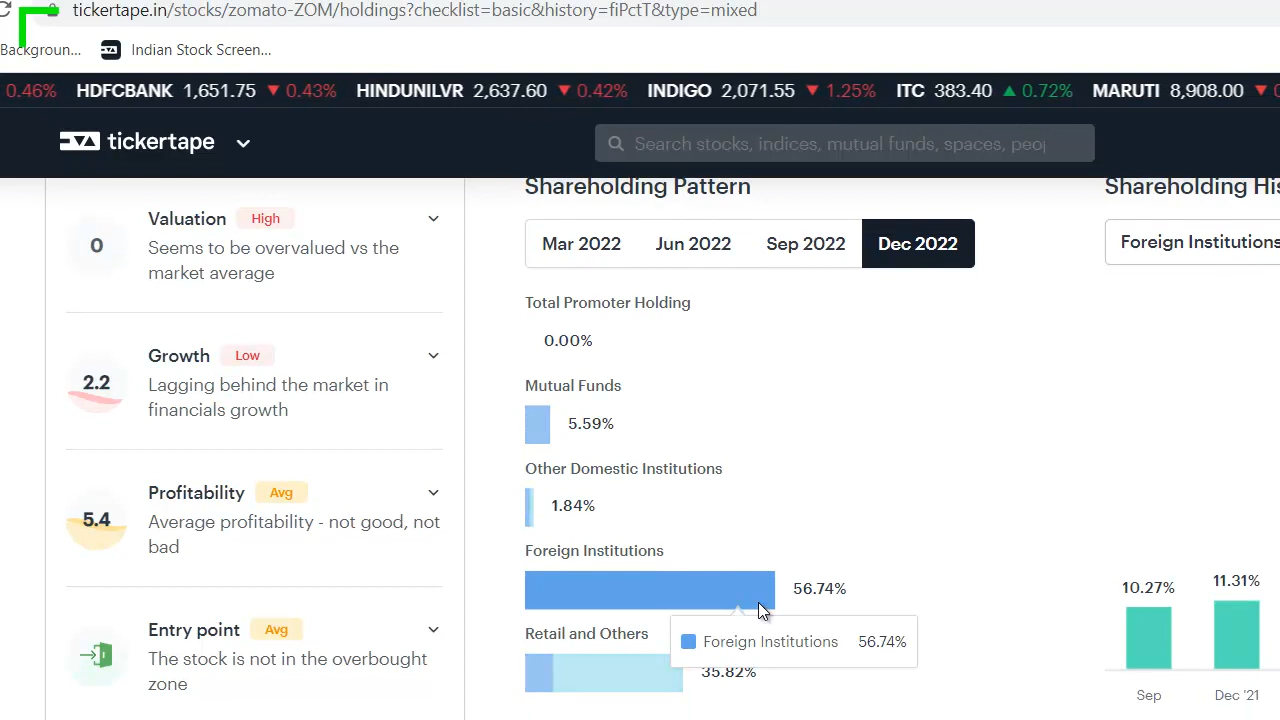 tickertape.in/stocks/zomato-ZOM/holdings?checklist=basic&history=fiPctT&type=mixed
Backgroun... Indian Stock Screen...
0.46% HDFCBANK 1,651.75 ▼ 0.43% HINDUNILVR 2,637.60 ▼ 0.42% INDIGO 2,071.55 ▼ 1.25% ITC 383.40 ▲ 0.72% MARUTI 8,908.00 ▼
tickertape
Search stocks, indices, mutual funds, spaces, peop
Valuation High
0
Seems to be overvalued vs the
market average
Growth Low
2.2
Lagging behind the market in
financials growth
Profitability Avg
5.4
Average profitability - not good, not
bad
Entry point Avg
The stock is not in the overbought
zone
Shareholding Pattern
Mar 2022 Jun 2022 Sep 2022 Dec 2022
Total Promoter Holding
0.00%
Mutual Funds
5.59%
Other Domestic Institutions
1.84%
Foreign Institutions
56.74%
Foreign Institutions 56.74%
Retail and Others
35.82%
Shareholding His
Foreign Institutions
10.27% 11.31%
Sep Dec '21